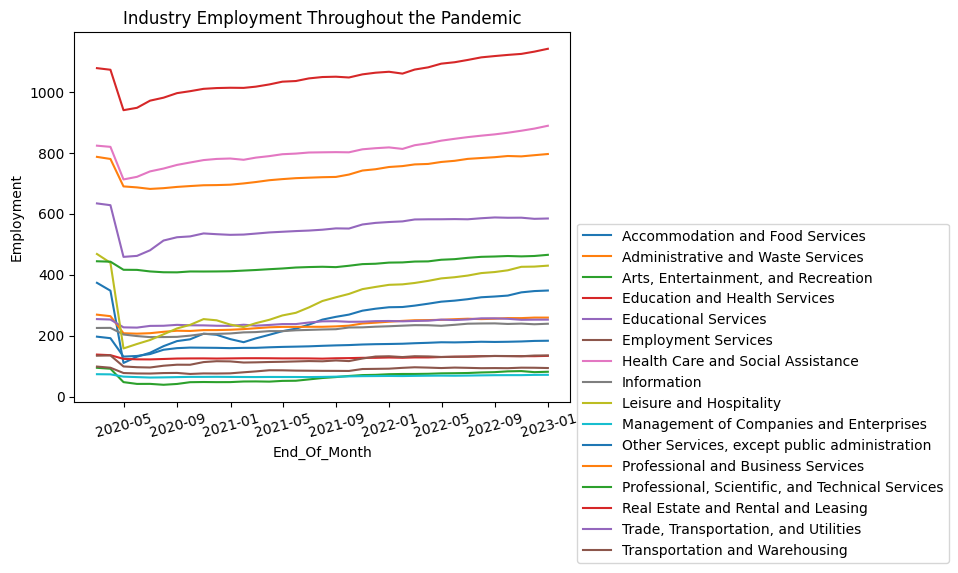 Industry Employment Throughout the Pandemic
Employment
1000
800
600
400
200
0
2020-05
2020-09
2021-01
2021-05
2021-09
2022-01
2022-05
2022-09
2023-01
End_Of_Month
Accommodation and Food Services
Administrative and Waste Services
Arts, Entertainment, and Recreation
Education and Health Services
Educational Services
Employment Services
Health Care and Social Assistance
Information
Leisure and Hospitality
Management of Companies and Enterprises
Other Services, except public administration
Professional and Business Services
Professional, Scientific, and Technical Services
Real Estate and Rental and Leasing
Trade, Transportation, and Utilities
Transportation and Warehousing